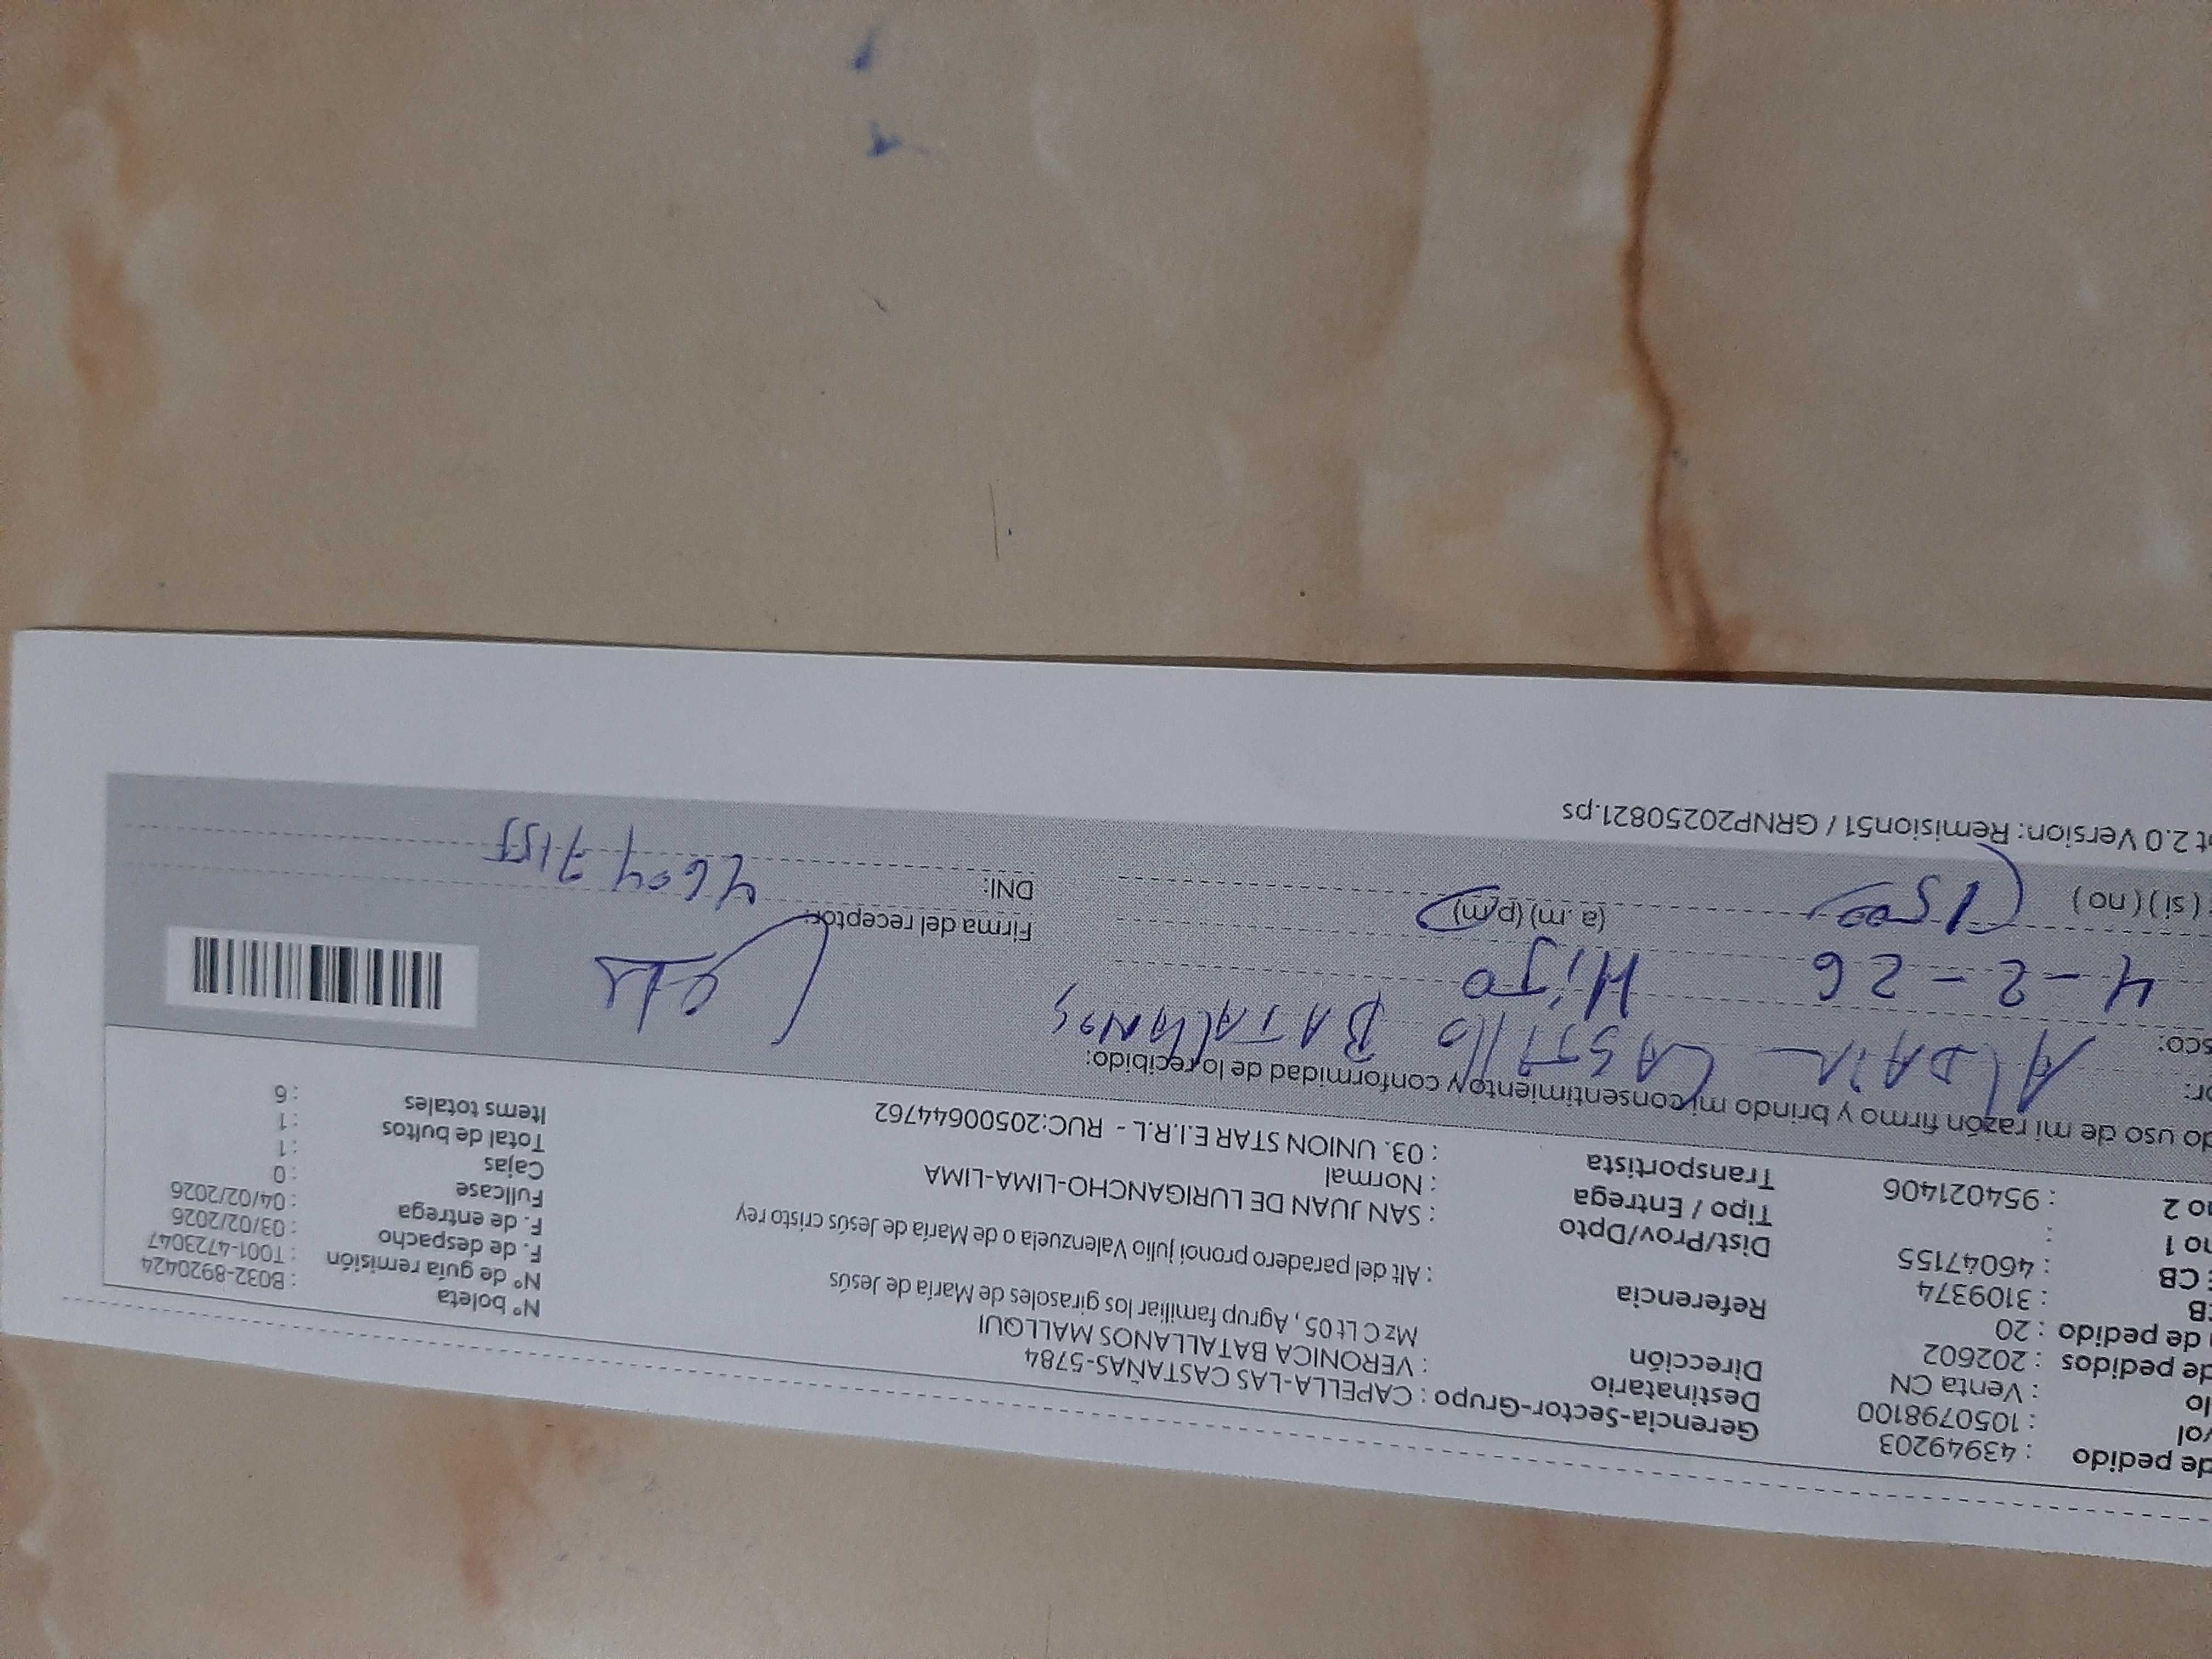 de pedido : 43949203
vol : 1050798100
lo : Venta CN
de pedidos : 202602
de pedido : 20
CB : 3109374
CB : 46047155
no 1 :
no 2 : 954021406
Gerencia-Sector-Grupo : CAPELLA-LAS CASTAÑAS-5784
Destinatario : VERONICA BATALLANOS MALLQUI
Dirección Mz C Lt 05 , Agrup familiar los girasoles de María de Jesús
Referencia : Alt del paradero pronoi julio Valenzuela o de María de Jesús cristo rey
Dist/Prov/Dpto : SAN JUAN DE LURIGANCHO-LIMA-LIMA
Tipo / Entrega : Normal
Transportista : 03. UNION STAR E.I.R.L - RUC:20500644762
Nº boleta : B032-8920424
Nº de guía remisión : T001-4723047
F. de despacho : 03/02/2026
F. de entrega : 04/02/2026
Fullcase : 0
Cajas : 1
Total de bultos : 1
Items totales : 6
do uso de mi razón firmo y brindo mi consentimiento y conformidad de lo recibido:
or: ALDAIR CASTILLO BATALLANOS
sco: Hijo
4-2-26
1500 (a. m) (p.m)
( si ) ( no )
Firma del receptor:
DNI: 46047155
t 2.0 Version: Remision51 / GRNP20250821.ps